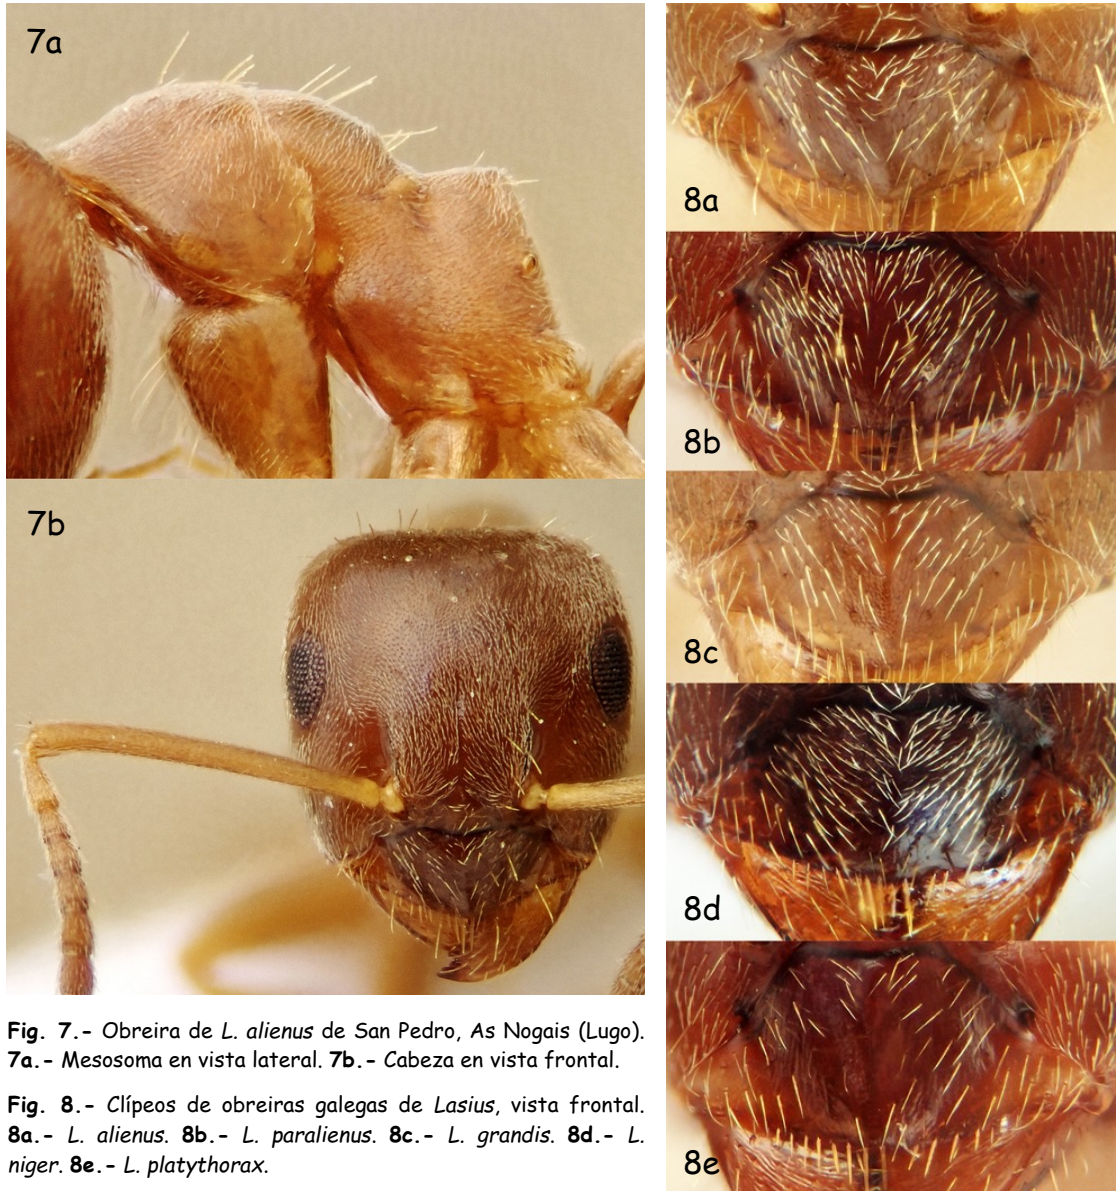 7a
7b
8a
8b
8c
8d
8e
Fig. 7.- Obreira de L. alienus de San Pedro, As Nogais (Lugo).
7a.- Mesosoma en vista lateral. 7b.- Cabeza en vista frontal.
Fig. 8.- Clípeos de obreiras galegas de Lasius, vista frontal.
8a.- L. alienus. 8b.- L. paralienus. 8c.- L. grandis. 8d.- L.
niger. 8e.- L. platythorax.